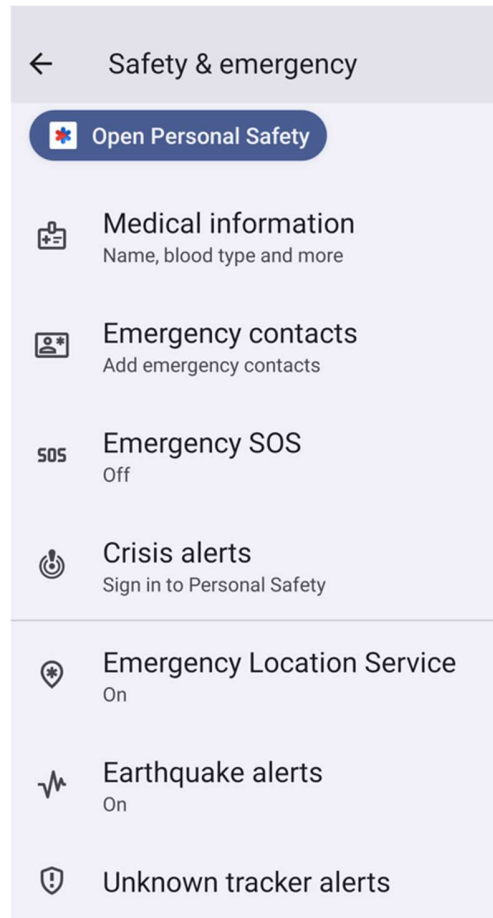 Safety & emergency
Open Personal Safety
Medical information
Name, blood type and more
Emergency contacts
Add emergency contacts
SOS
Emergency SOS
Off
Crisis alerts
Sign in to Personal Safety
Emergency Location Service
On
Earthquake alerts
On
Unknown tracker alerts